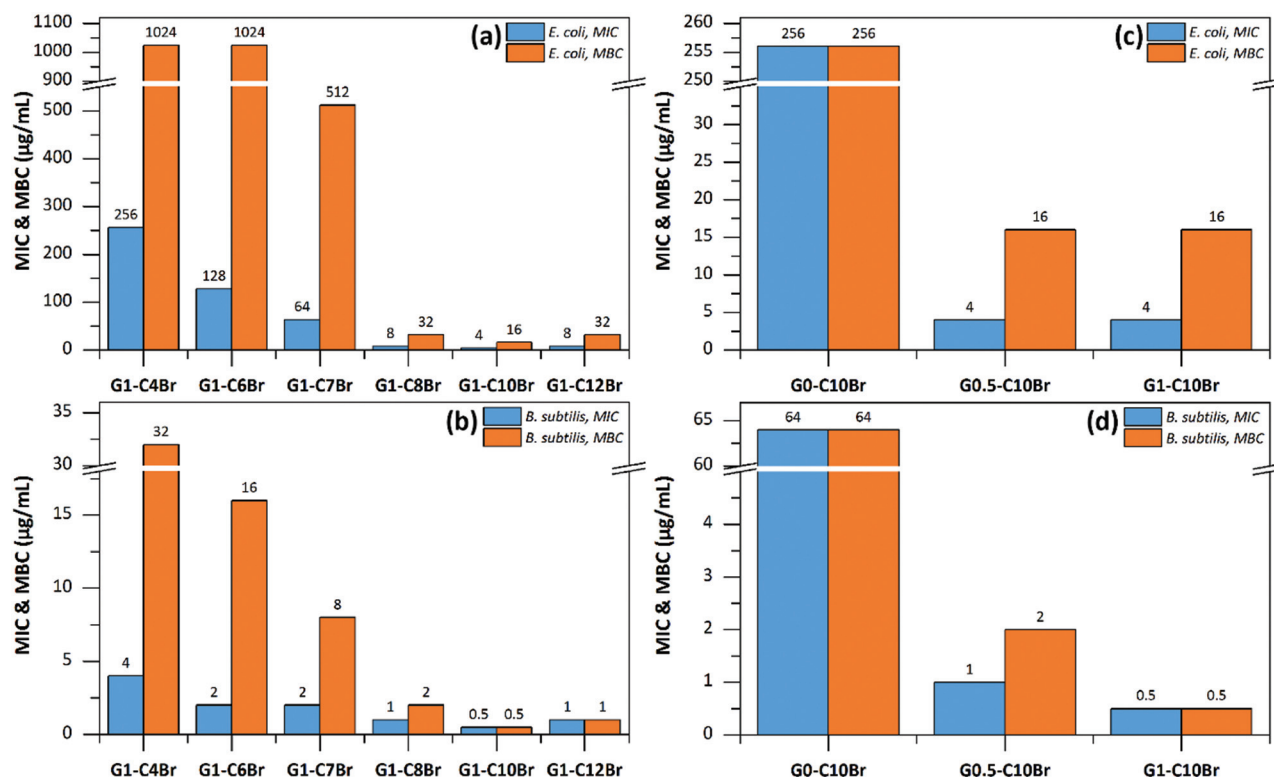 (a)
E. coli, MIC
E. coli, MBC
MIC & MBC (µg/mL)
1100
1000
900
500
400
300
200
100
0
1024
1024
512
256
128
64
8
32
4
16
8
32
G1-C4Br
G1-C6Br
G1-C7Br
G1-C8Br
G1-C10Br
G1-C12Br
(b)
B. subtilis, MIC
B. subtilis, MBC
MIC & MBC (µg/mL)
35
30
15
10
5
0
32
16
8
4
2
2
1
2
0.5
0.5
1
1
G1-C4Br
G1-C6Br
G1-C7Br
G1-C8Br
G1-C10Br
G1-C12Br
(c)
E. coli, MIC
E. coli, MBC
MIC & MBC (µg/mL)
260
255
250
30
25
20
15
10
5
0
256
256
4
16
4
16
G0-C10Br
G0.5-C10Br
G1-C10Br
(d)
B. subtilis, MIC
B. subtilis, MBC
MIC & MBC (µg/mL)
65
60
4
3
2
1
0
64
64
1
2
0.5
0.5
G0-C10Br
G0.5-C10Br
G1-C10Br